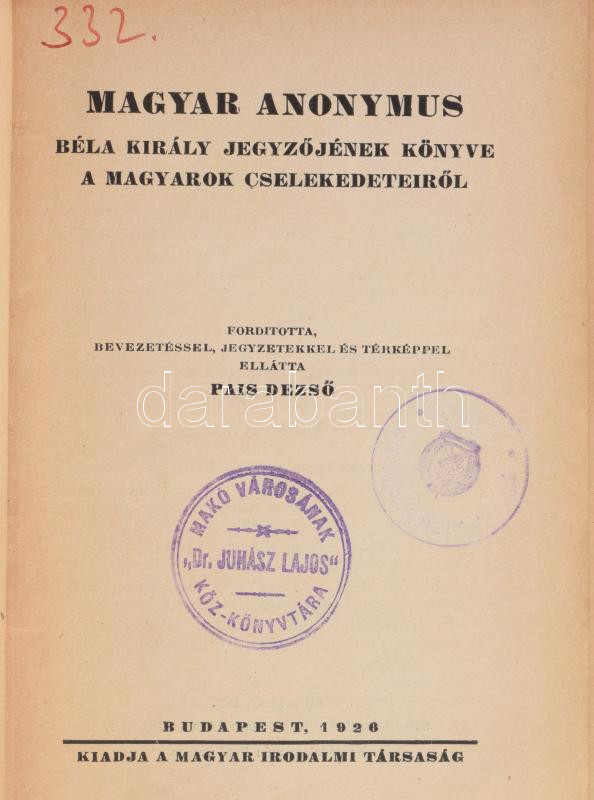 332.
MAGYAR ANONYMUS
BÉLA KIRÁLY JEGYZŐJÉNEK KÖNYVE
A MAGYAROK CSELEKEDETEIRŐL
FORDITOTTA,
BEVEZETÉSSEL, JEGYZETEKKEL ÉS TÉRKÉPPEL
ELLÁTTA
PAIS DEZSŐ
darabanth
MAKÓ VÁROSÁNAK
„Dr. JUHÁSZ LAJOS"
KÖZ-KÖNYVTÁRA
BUDAPEST, 1926
KIADJA A MAGYAR IRODALMI TÁRSASÁG